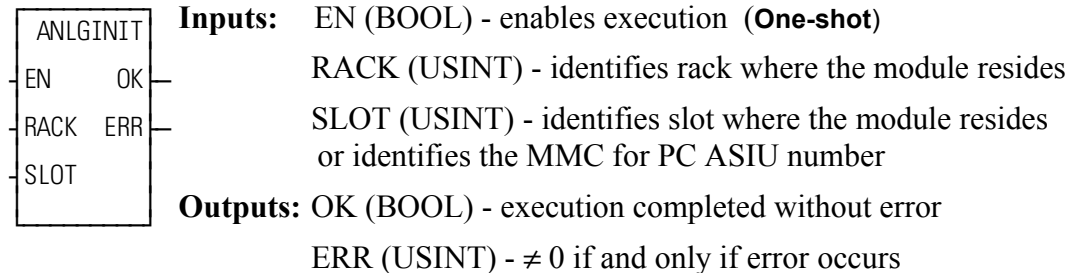 ANLGINIT
EN OK
RACK ERR
SLOT
Inputs: EN (BOOL) - enables execution (One-shot)
RACK (USINT) - identifies rack where the module resides
SLOT (USINT) - identifies slot where the module resides
or identifies the MMC for PC ASIU number
Outputs: OK (BOOL) - execution completed without error
ERR (USINT) - ≠ 0 if and only if error occurs